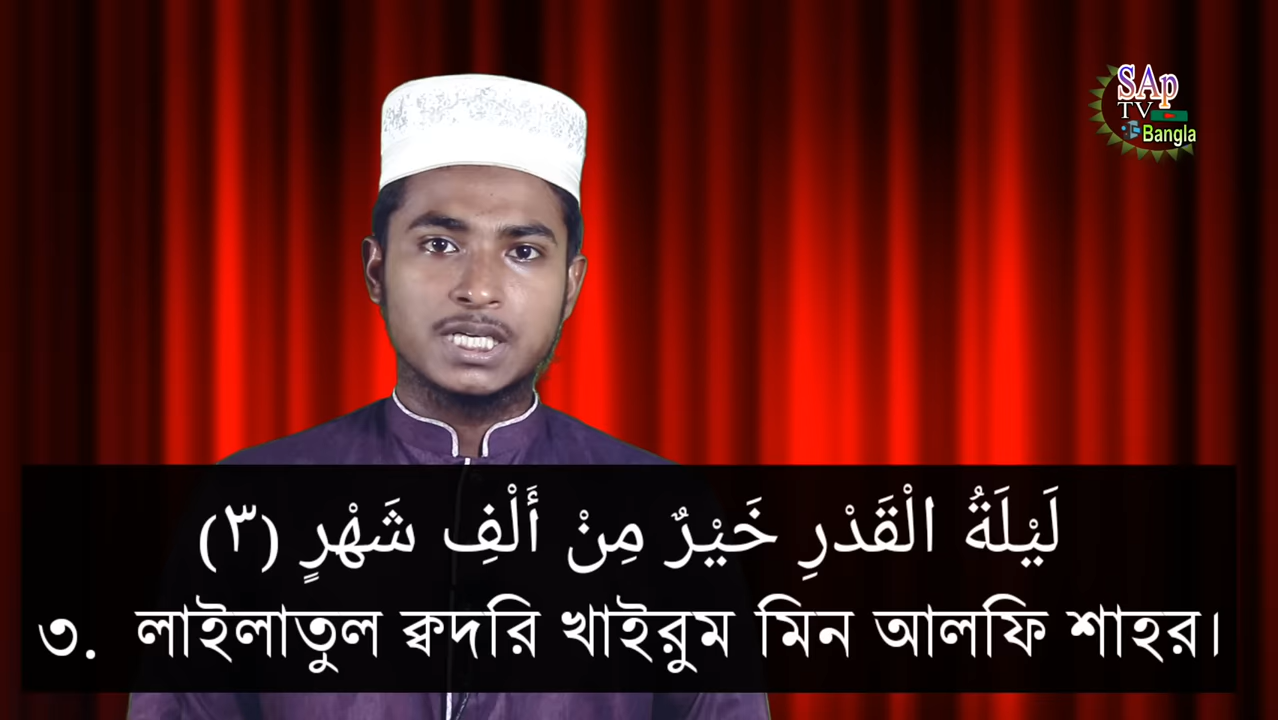 SAp
TV
Bangla
لَيْلَةُ الْقَدْرِ خَيْرٌ مِنْ أَلْفِ شَهْرٍ (٣)
৩. লাইলাতুল ক্বদরি খাইরুম মিন আলফি শাহর।